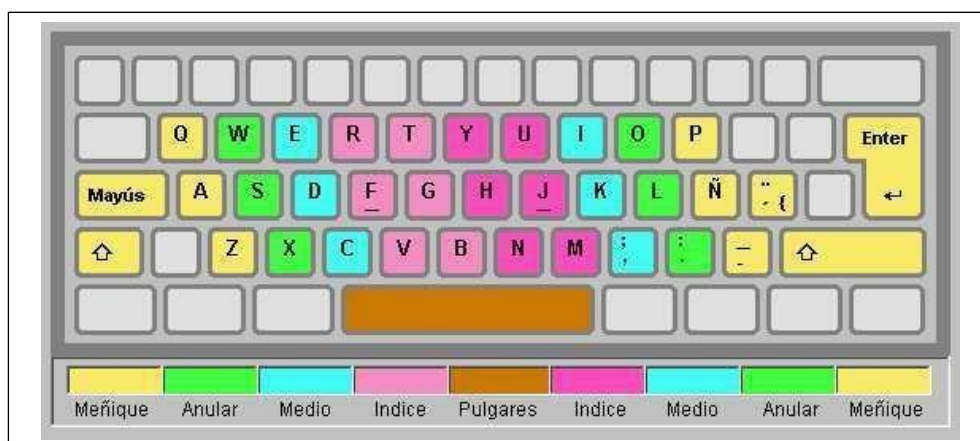 Q W E R T Y U I O P Enter
Mayús A S D F G H J K L Ñ ¨ ´ { ↵
⇧ Z X C V B N M ; , : . _ - ⇧
Meñique Anular Medio Indice Pulgares Indice Medio Anular Meñique